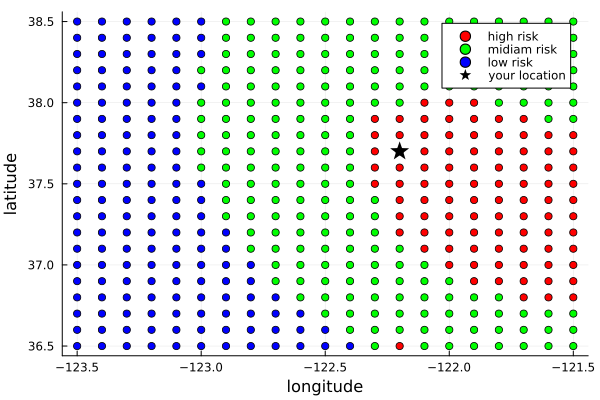 38.5
high risk
midiam risk
low risk
your location
38.0
latitude
37.5
37.0
36.5
−123.5 −123.0 −122.5 −122.0 −121.5
longitude